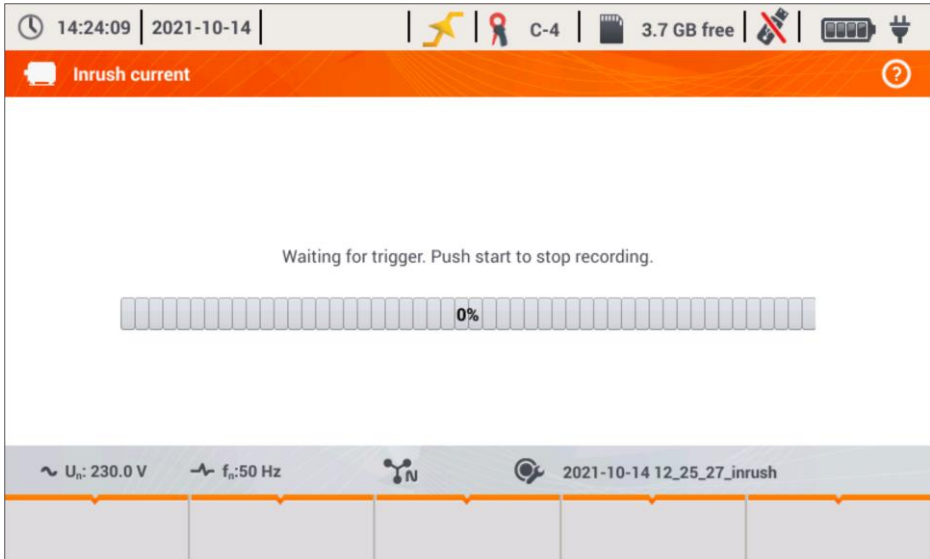 14:24:09 2021-10-14 C-4 3.7 GB free
Inrush current ?
Waiting for trigger. Push start to stop recording.
0%
Un: 230.0 V fn:50 Hz N 2021-10-14 12_25_27_inrush